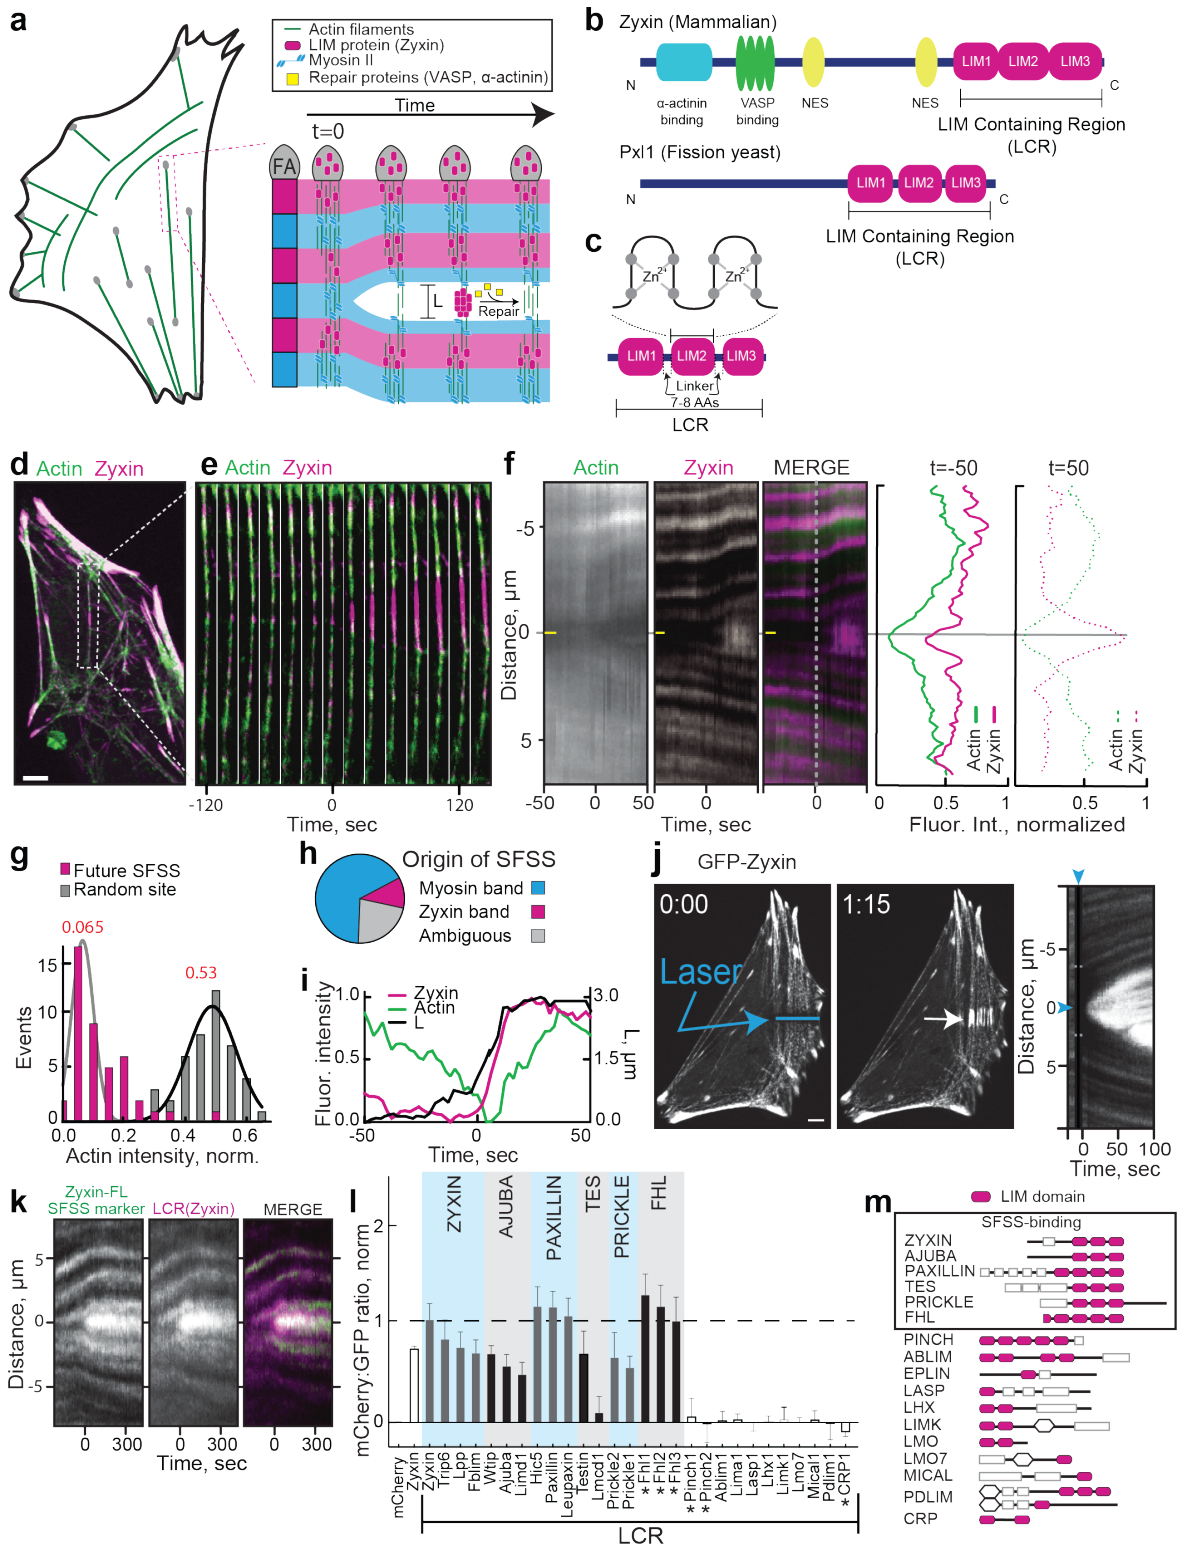 a
Actin filaments
LIM protein (Zyxin)
Myosin II
Repair proteins (VASP, α-actinin)
Time
t=0
FA
L
Repair
b
Zyxin (Mammalian)
LIM1 LIM2 LIM3
N
C
α-actinin binding
VASP binding
NES
NES
LIM Containing Region
(LCR)
Pxl1 (Fission yeast)
LIM1 LIM2 LIM3
N
C
LIM Containing Region
(LCR)
c
Zn2+ Zn2+
LIM1 LIM2 LIM3
Linker
7-8 AAs
LCR
d Actin Zyxin
e Actin Zyxin
-120 0 120
Time, sec
f Actin Zyxin MERGE t=-50 t=50
Distance, µm
-5
0
5
-50 0 50 0 0
Time, sec
Actin
Zyxin
Actin
Zyxin
0 0.5 1 0.5 1
Fluor. Int., normalized
g
Future SFSS
Random site
0.065
0.53
Events
15
10
5
0
0.0 0.2 0.4 0.6
Actin intensity, norm.
h
Origin of SFSS
Myosin band
Zyxin band
Ambiguous
i
Fluor. intensity
1.0
0.5
0.0
Zyxin
Actin
L
3.0
1.5
0.0
L, µm
-50 0 50
Time, sec
j GFP-Zyxin
0:00
1:15
Laser
Distance, µm
-5
0
5
0 50 100
Time, sec
k
Zyxin-FL
SFSS marker
LCR(Zyxin)
MERGE
Distance, µm
5
0
-5
0 300 0 300 0 300
Time, sec
l
mCherry:GFP ratio, norm
2
1
0
ZYXIN
AJUBA
PAXILLIN
TES
PRICKLE
FHL
mCherry
Zyxin
Zyxin
Trip6
Lpp
Fblim
Wtip
Ajuba
Limd1
Hic5
Paxillin
Leupaxin
Testin
Lmcd1
Prickle2
Prickle1
* Fhl1
* Fhl2
* Fhl3
* Pinch1
* Pinch2
Ablim1
Lima1
Lasp1
Lhx1
Limk1
Lmo7
Mical1
Pdlim1
* CRP1
LCR
m
LIM domain
SFSS-binding
ZYXIN
AJUBA
PAXILLIN
TES
PRICKLE
FHL
PINCH
ABLIM
EPLIN
LASP
LHX
LIMK
LMO
LMO7
MICAL
PDLIM
CRP